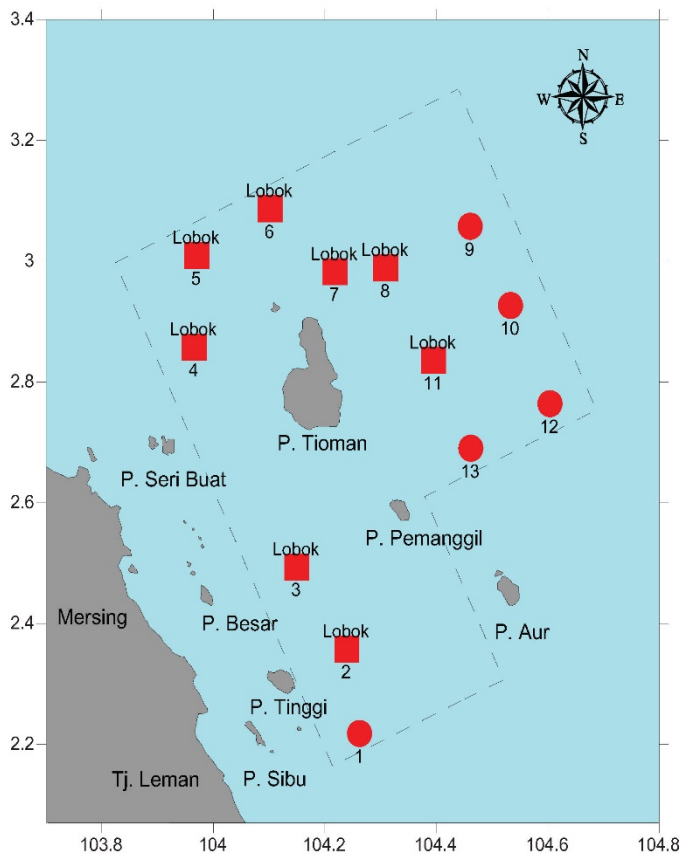 3.4
N
W E
S
3.2
Lobok
6
Lobok
5
9
3
Lobok
7
Lobok
8
10
Lobok
4
Lobok
11
2.8
12
P. Tioman
13
P. Seri Buat
2.6
P. Pemanggil
Lobok
3
Mersing
P. Besar
P. Aur
2.4
Lobok
2
P. Tinggi
2.2
1
Tj. Leman
P. Sibu
103.8 104 104.2 104.4 104.6 104.8